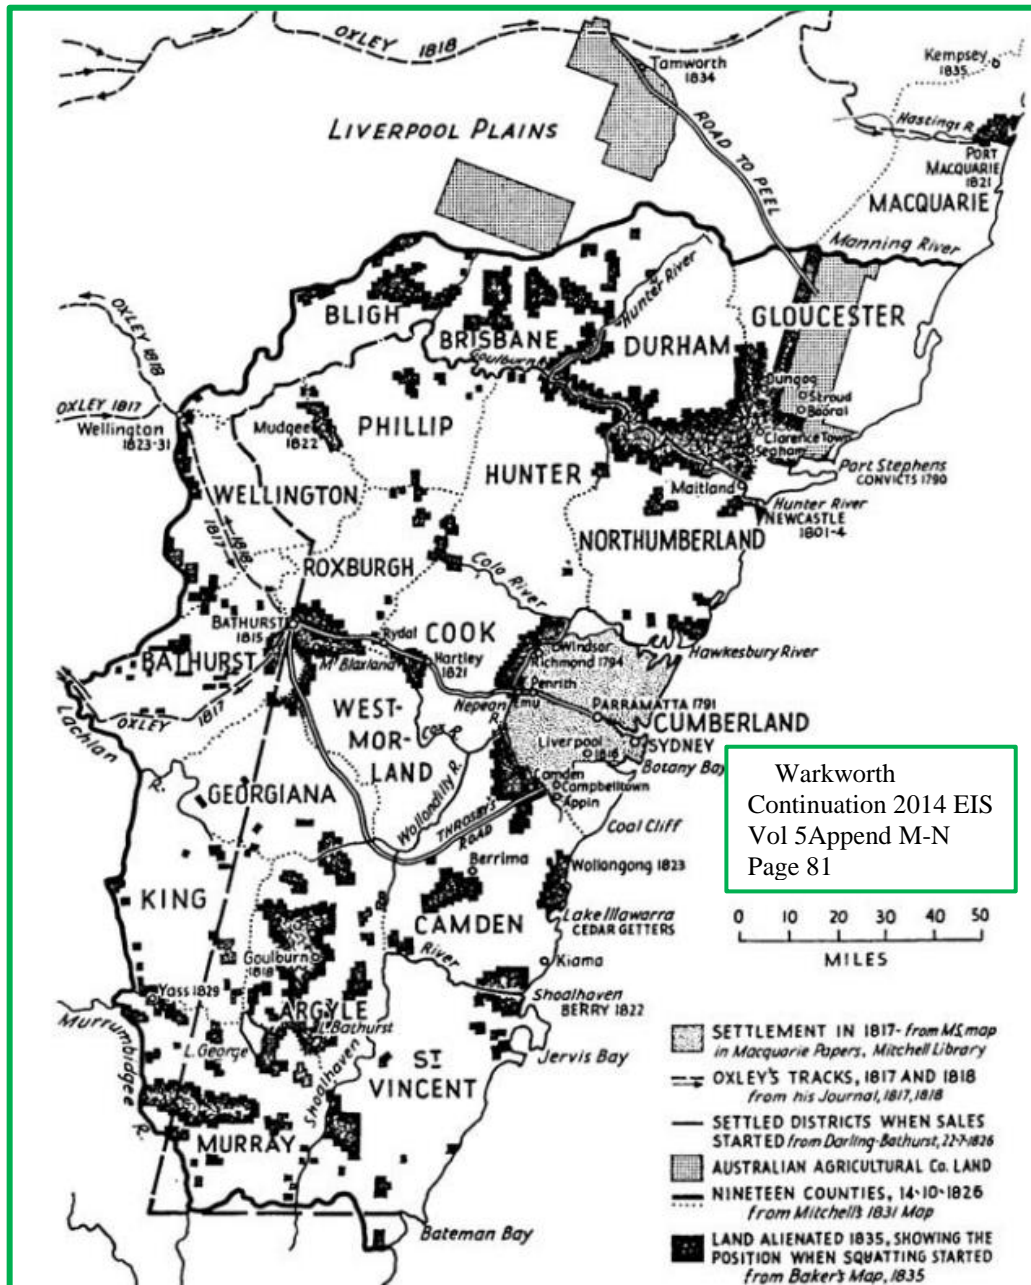 OXLEY 1818
Tamworth
1834
Kempsey
1835
LIVERPOOL PLAINS
ROAD TO PEEL
Hastings R.
PORT
MACQUARIE
1821
MACQUARIE
Manning River
OXLEY 1818
BLIGH
BRISBANE
Goulburn R.
Hunter River
DURHAM
GLOUCESTER
OXLEY 1817
Wellington
1823-31
Mudgee
1822
PHILLIP
Dungog
Stroud
Booral
Clarence Town
Seaham
Port Stephens
CONVICTS 1790
HUNTER
Maitland
Hunter River
NEWCASTLE
1801-4
WELLINGTON
1817
1818
NORTHUMBERLAND
ROXBURGH
Colo River
BATHURST
1815
Rydal
COOK
Windsor
Richmond 1794
Hawkesbury River
BATHURST
Mt Blaxland
Hartley
1821
Penrith
Emu
Nepean
R.
PARRAMATTA 1791
CUMBERLAND
OXLEY 1817
Lachlan
R.
WEST-
MOR-
LAND
Cox R.
Liverpool
1816
SYDNEY
Botany Bay
GEORGIANA
Wollondilly R.
THROSBY'S
ROAD
Camden
Campbelltown
Appin
Coal Cliff
Warkworth
Continuation 2014 EIS
Vol 5Append M-N
Page 81
Berrima
Wollongong 1823
KING
CAMDEN
Lake Illawarra
CEDAR GETTERS
0 10 20 30 40 50
MILES
Goulburn
1818
River
Kiama
Yass 1829
ARGYLE
L. Bathurst
Shoalhaven
BERRY 1822
Murrumbidgee
R.
L. George
Shoalhaven
ST
VINCENT
Jervis Bay
MURRAY
Bateman Bay
SETTLEMENT IN 1817 - from MS. map
in Macquarie Papers, Mitchell Library
OXLEY'S TRACKS, 1817 AND 1818
from his Journal, 1817, 1818
SETTLED DISTRICTS WHEN SALES
STARTED from Darling-Bathurst, 22-7-1826
AUSTRALIAN AGRICULTURAL Co. LAND
NINETEEN COUNTIES, 14-10-1826
from Mitchell's 1831 Map
LAND ALIENATED 1835, SHOWING THE
POSITION WHEN SQUATTING STARTED
from Baker's Map, 1835